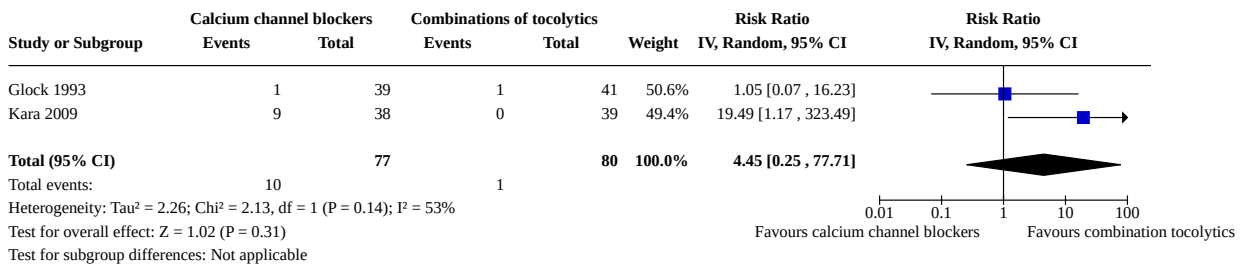 Calcium channel blockers Combinations of tocolytics Risk Ratio Risk Ratio
Study or Subgroup Events Total Events Total Weight IV, Random, 95% CI IV, Random, 95% CI
Glock 1993 1 39 1 41 50.6% 1.05 [0.07 , 16.23]
Kara 2009 9 38 0 39 49.4% 19.49 [1.17 , 323.49]
Total (95% CI) 77 80 100.0% 4.45 [0.25 , 77.71]
Total events: 10 1
Heterogeneity: Tau² = 2.26; Chi² = 2.13, df = 1 (P = 0.14); I² = 53%
0.01 0.1 1 10 100
Test for overall effect: Z = 1.02 (P = 0.31)
Favours calcium channel blockers Favours combination tocolytics
Test for subgroup differences: Not applicable